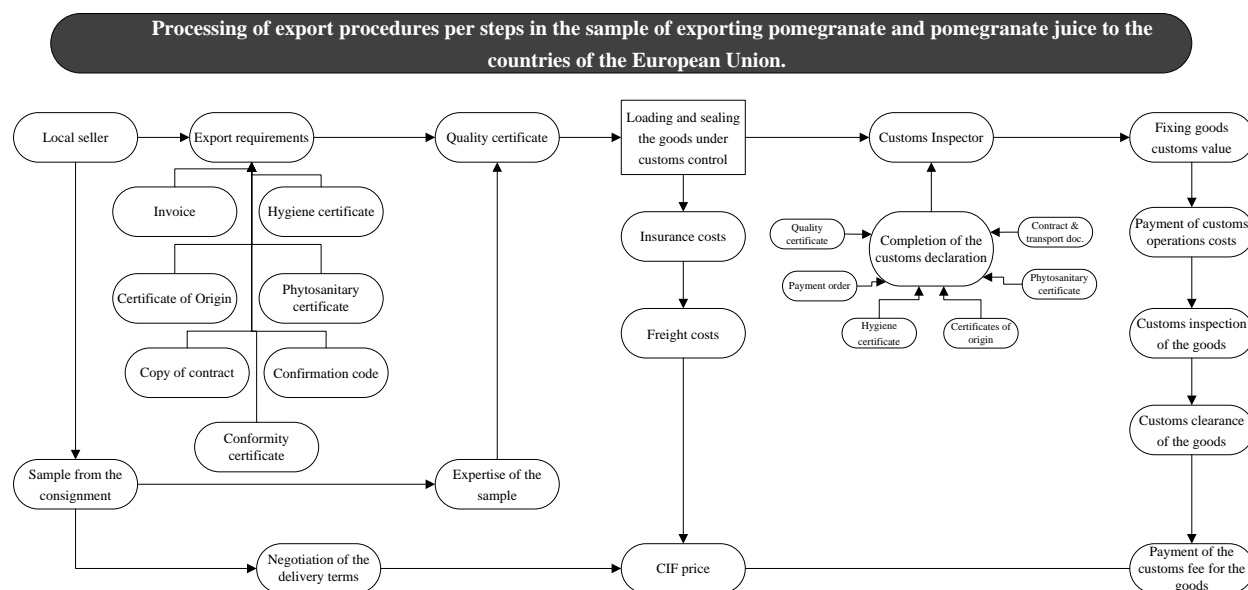 Processing of export procedures per steps in the sample of exporting pomegranate and pomegranate juice to the
countries of the European Union.
Local seller
Export requirements
Quality certificate
Loading and sealing
the goods under
customs control
Customs Inspector
Fixing goods
customs value
Invoice
Hygiene certificate
Certificate of Origin
Phytosanitary
certificate
Copy of contract
Confirmation code
Conformity
certificate
Insurance costs
Freight costs
Quality
certificate
Completion of the
customs declaration
Contract &
transport doc.
Payment order
Phytosanitary
certificate
Hygiene
certificate
Certificates of
origin
Payment of customs
operations costs
Customs inspection
of the goods
Customs clearance
of the goods
Sample from the
consignment
Expertise of the
sample
Negotiation of the
delivery terms
CIF price
Payment of the
customs fee for the
goods